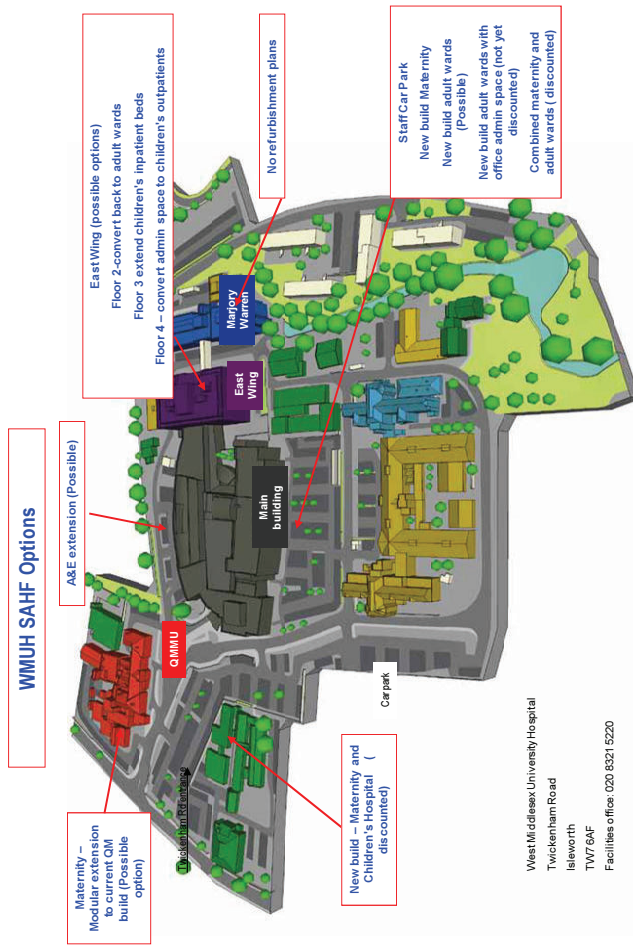 WMUH SAHF Options
Maternity –
Modular extension
to current QM
build (Possible
option)
A&E extension (Possible)
East Wing (possible options)
Floor 2 -convert back to adult wards
Floor 3 extend children's inpatient beds
Floor 4 – convert admin space to children's outpatients
No refurbishment plans
Staff Car Park
New build Maternity
New build adult wards
(Possible)
New build adult wards with
office admin space (not yet
discounted)
Combined maternity and
adult wards ( discounted)
QMMU
Main
building
East
Wing
Marjory
Warren
Twickenham Rd entrance
Car park
New build – Maternity and
Children's Hospital (
discounted)
West Middlesex University Hospital
Twickenham Road
Isleworth
TW7 6AF
Facilities office: 020 8321 5220